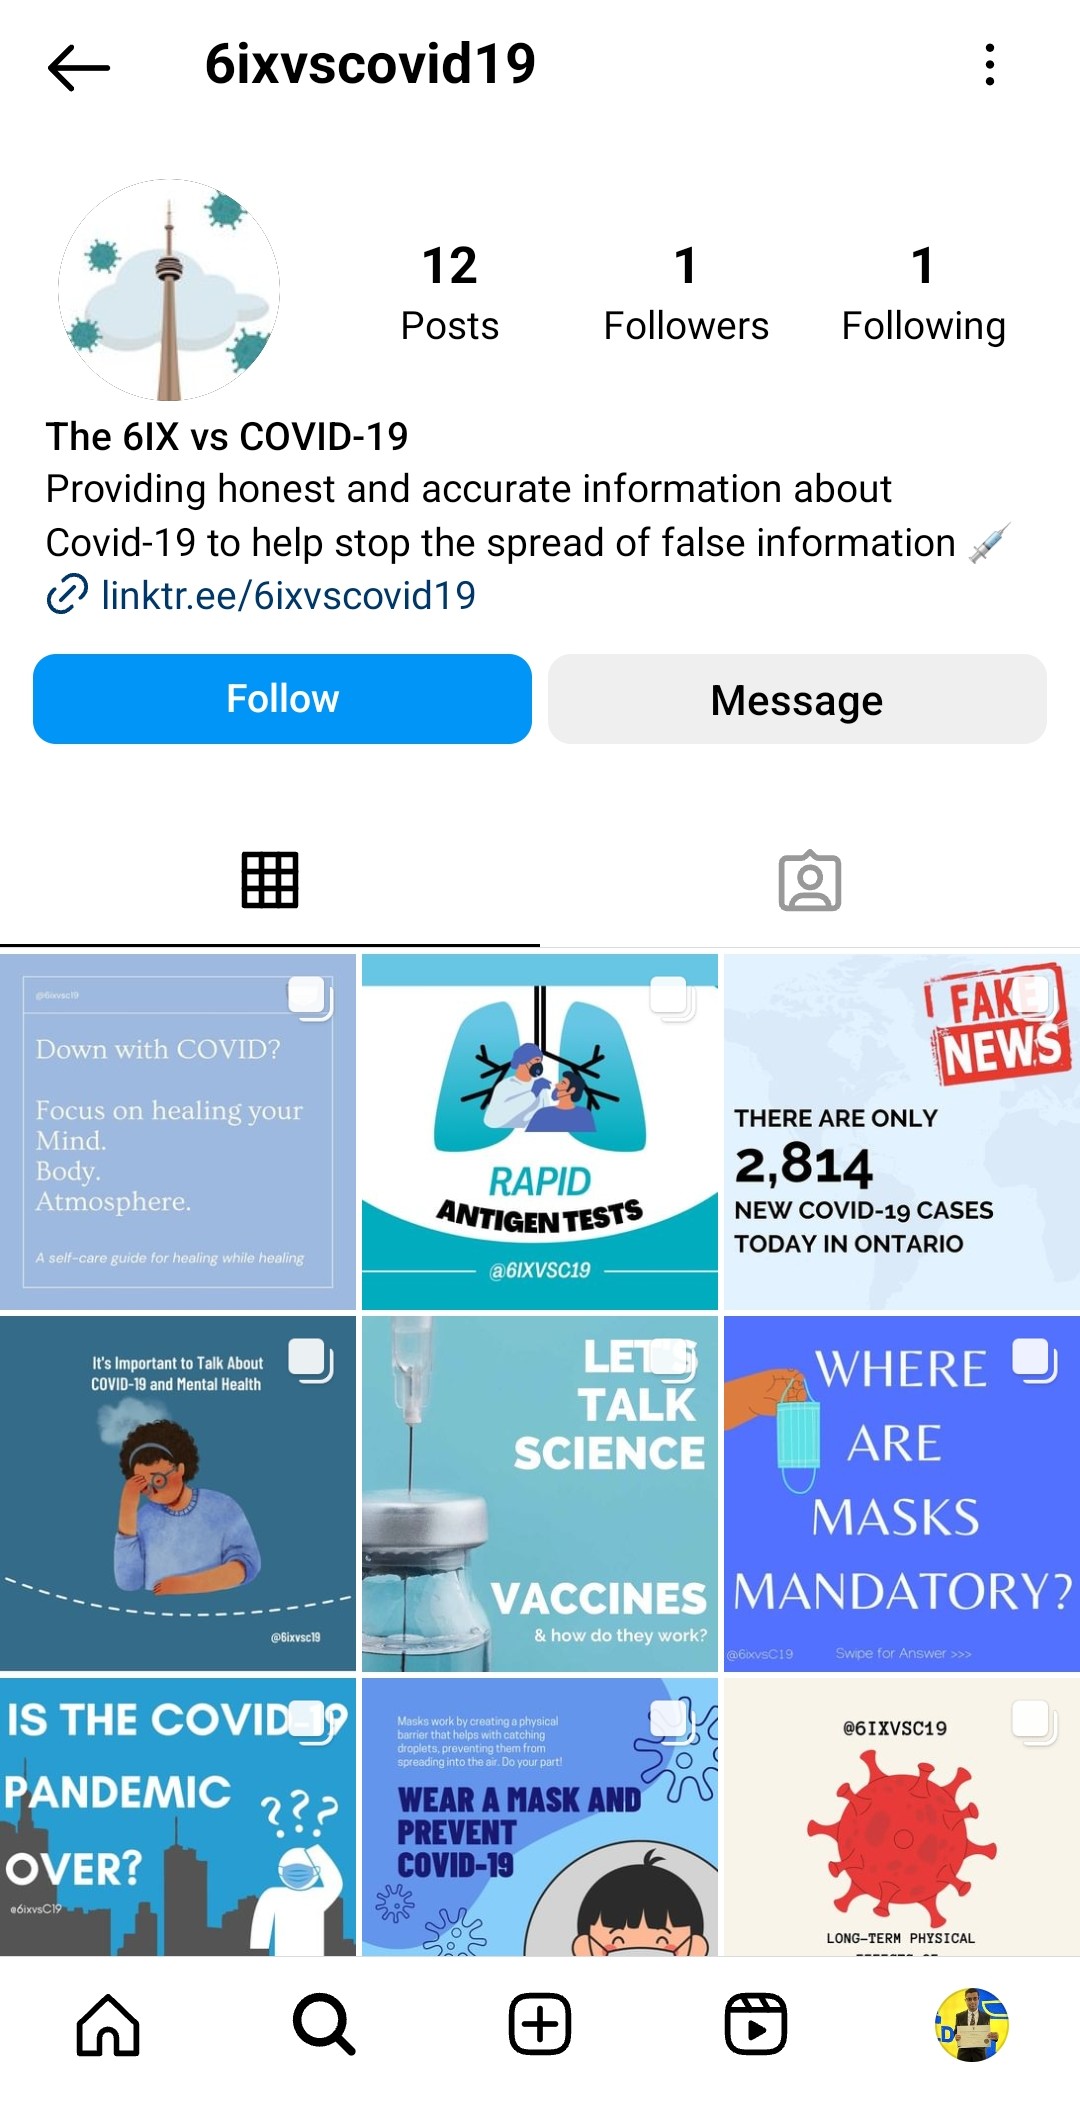 6ixvscovid19
12
Posts
1
Followers
1
Following
The 6IX vs COVID-19
Providing honest and accurate information about
Covid-19 to help stop the spread of false information
linktr.ee/6ixvscovid19
Follow
Message
@6ixvsc19
Down with COVID?
Focus on healing your
Mind.
Body.
Atmosphere.
A self-care guide for healing while healing
RAPID
ANTIGEN TESTS
@6IXVSC19
FAKE
NEWS
THERE ARE ONLY
2,814
NEW COVID-19 CASES
TODAY IN ONTARIO
It's Important to Talk About
COVID-19 and Mental Health
@6ixvsc19
LET'S
TALK
SCIENCE
VACCINES
& how do they work?
WHERE
ARE
MASKS
MANDATORY?
@6ixvsC19
Swipe for Answer >>>
IS THE COVID-19
PANDEMIC
OVER?
???
@6ixvsC19
Masks work by creating a physical
barrier that helps with catching
droplets, preventing them from
spreading into the air. Do your part!
WEAR A MASK AND
PREVENT
COVID-19
@6IXVSC19
LONG-TERM PHYSICAL